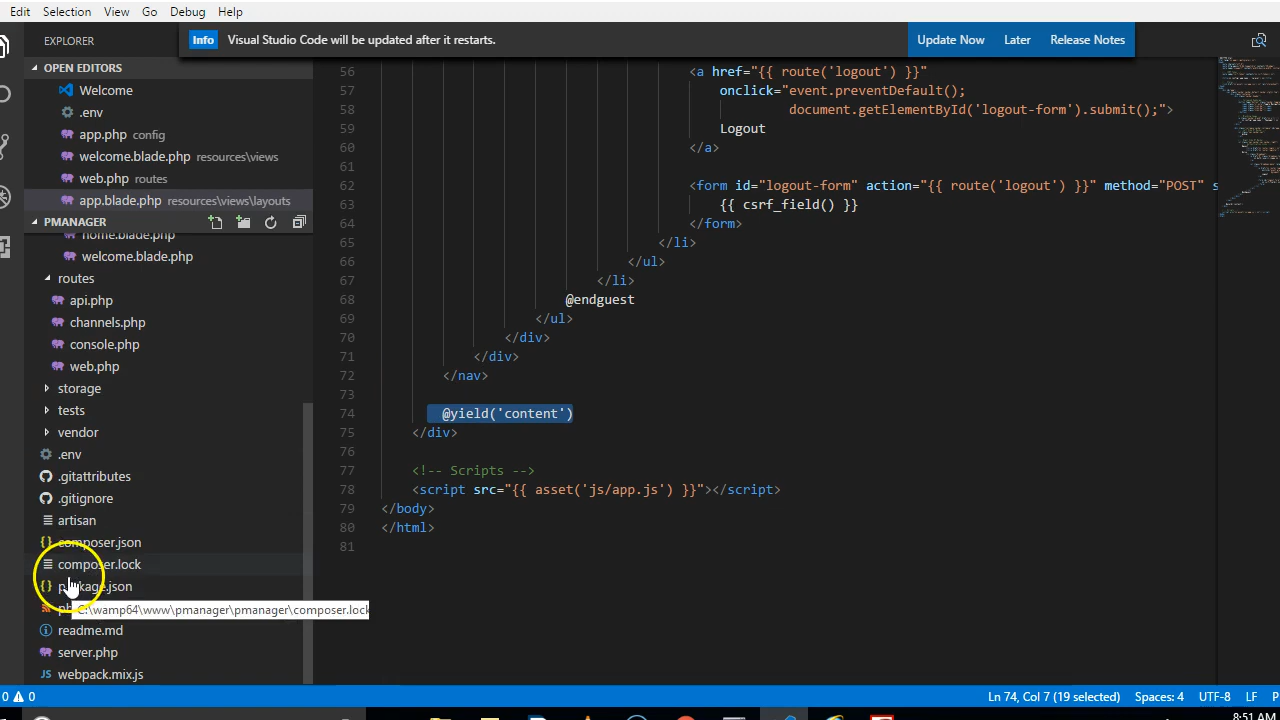 Edit Selection View Go Debug Help
EXPLORER
Info Visual Studio Code will be updated after it restarts. Update Now Later Release Notes
OPEN EDITORS
Welcome
.env
app.php config
welcome.blade.php resources\views
web.php routes
app.blade.php resources\views\layouts
PMANAGER
home.blade.php
welcome.blade.php
routes
api.php
channels.php
console.php
web.php
storage
tests
vendor
.env
.gitattributes
.gitignore
artisan
composer.json
composer.lock
package.json
C:\wamp64\www\pmanager\pmanager\composer.lock
readme.md
server.php
JS webpack.mix.js
56 <a href="{{ route('logout') }}"
57 onclick="event.preventDefault();
58 document.getElementById('logout-form').submit();">
59 Logout
60 </a>
61
62 <form id="logout-form" action="{{ route('logout') }}" method="POST" s
63 {{ csrf_field() }}
64 </form>
65 </li>
66 </ul>
67 </li>
68 @endguest
69 </ul>
70 </div>
71 </div>
72 </nav>
73
74 @yield('content')
75 </div>
76
77 <!-- Scripts -->
78 <script src="{{ asset('js/app.js') }}"></script>
79 </body>
80 </html>
81
0 0 Ln 74, Col 7 (19 selected) Spaces: 4 UTF-8 LF P
8:51 AM